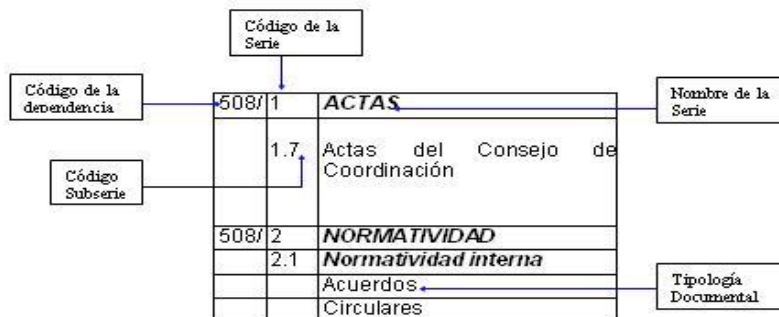 Código de la
Serie
Código de la
dependencia
508/ 1 ACTAS
Nombre de la
Serie
1.7 Actas del Consejo de
Coordinación
Código
Subserie
508/ 2 NORMATIVIDAD
2.1 Normatividad interna
Acuerdos
Tipología
Documental
Circulares